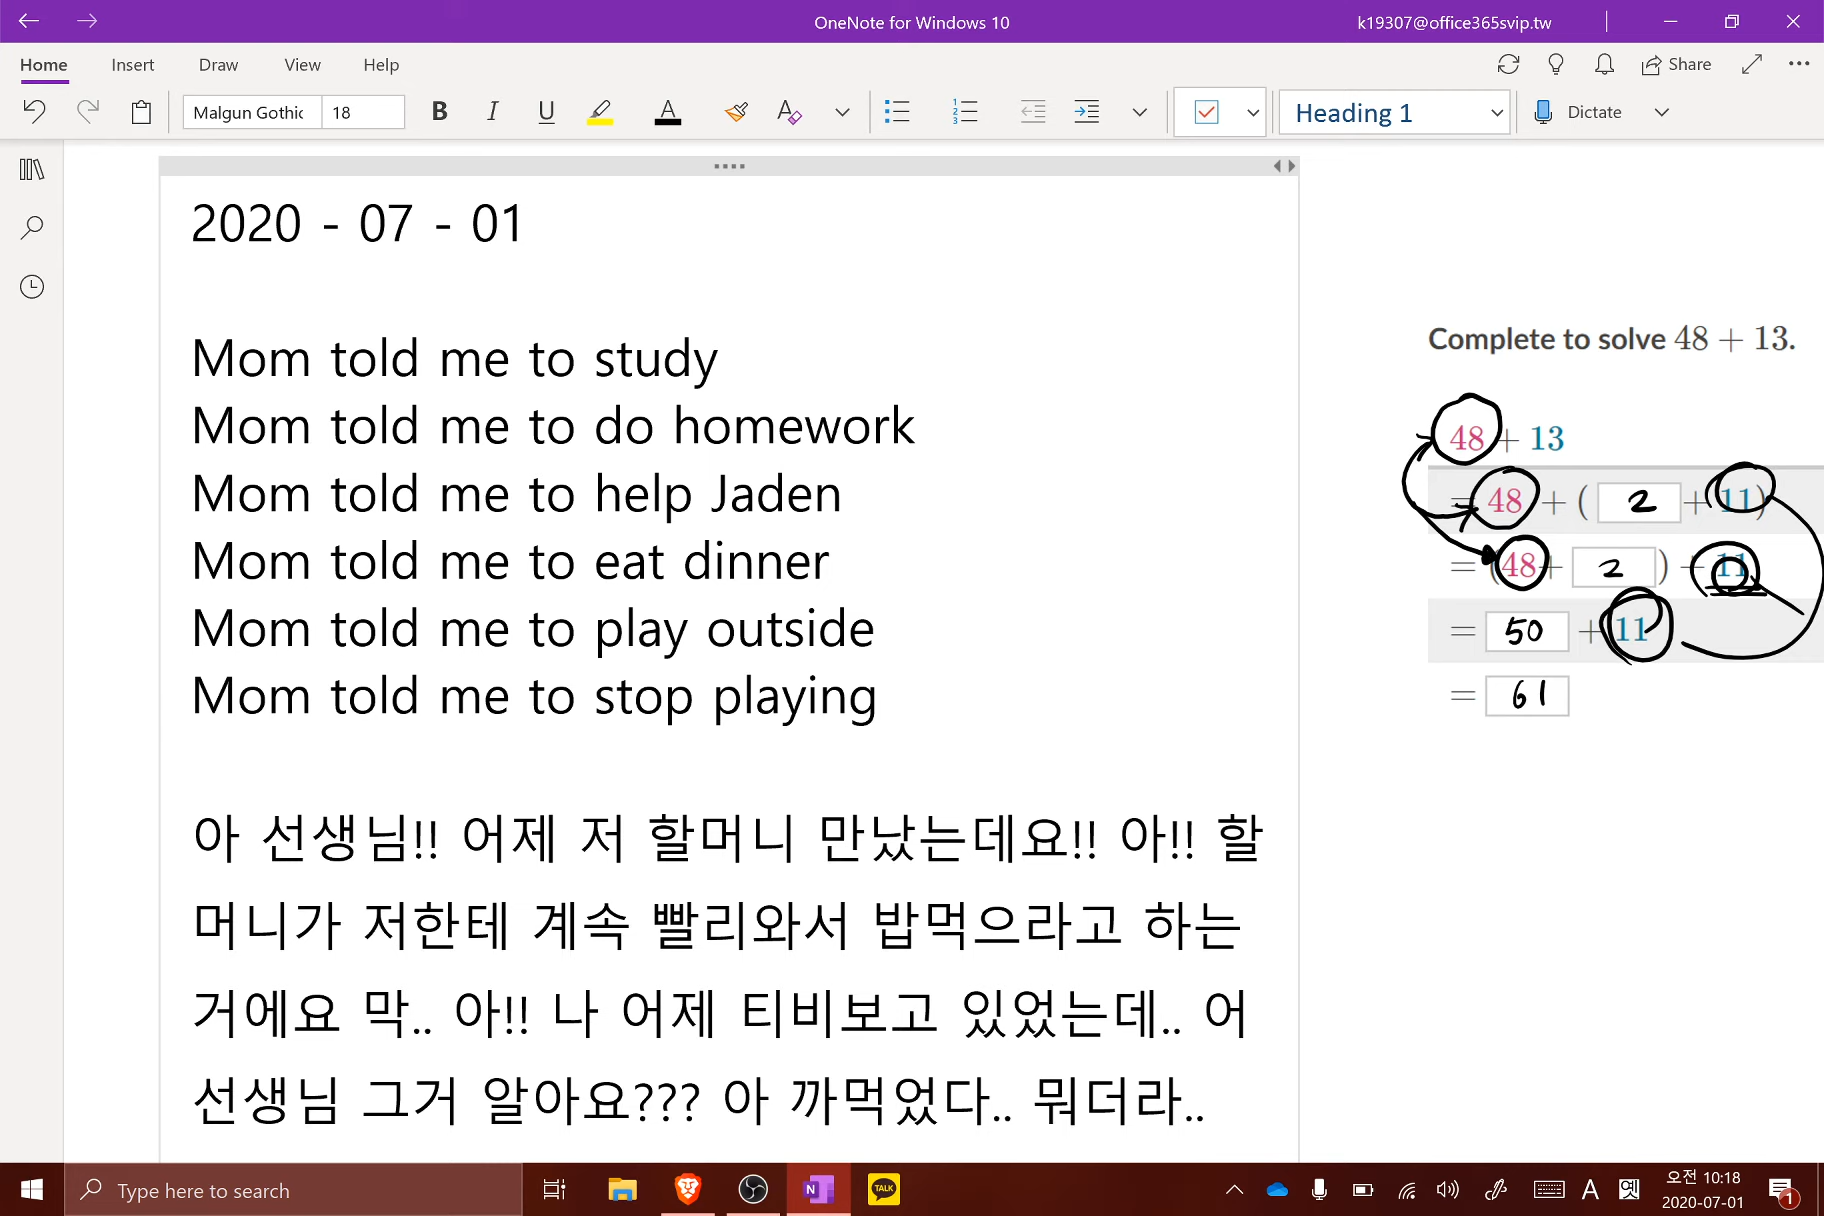 OneNote for Windows 10
k19307@office365svip.tw
Home Insert Draw View Help
Share
Malgun Gothic 18 B I U A Heading 1 Dictate
2020 - 07 - 01
Mom told me to study
Mom told me to do homework
Mom told me to help Jaden
Mom told me to eat dinner
Mom told me to play outside
Mom told me to stop playing
아 선생님!! 어제 저 할머니 만났는데요!! 아!! 할
머니가 저한테 계속 빨리와서 밥먹으라고 하는
거에요 막.. 아!! 나 어제 티비보고 있었는데.. 어
선생님 그거 알아요??? 아 까먹었다.. 뭐더라..
Complete to solve 48 + 13.
48 + 13
= 48 + ( 2 + 11)
= (48 + 2 ) + 11
= 50 + 11
= 61
Type here to search
TALK
A 옛
오전 10:18
2020-07-01
1